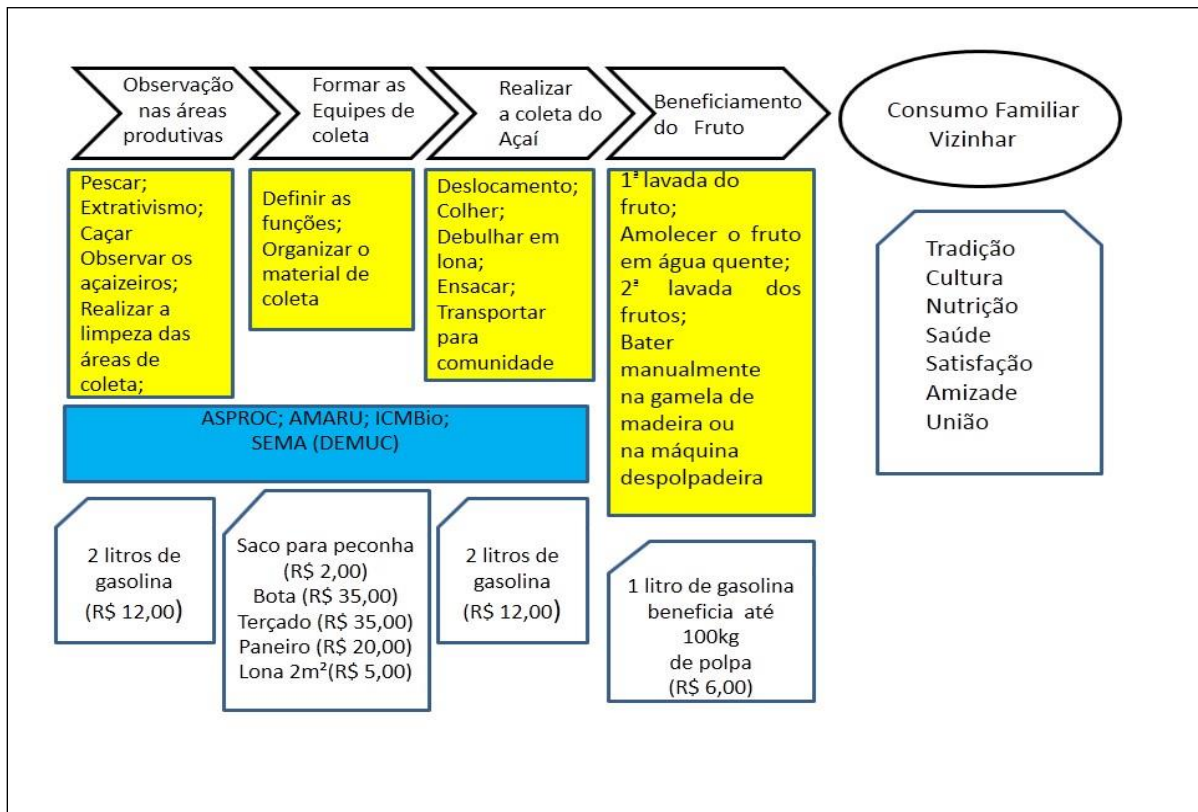 Observação
nas áreas
produtivas
Formar as
Equipes de
coleta
Realizar
a coleta do
Açaí
Beneficiamento
do Fruto
Consumo Familiar
Vizinhar
Pescar;
Extrativismo;
Caçar
Observar os
açaizeiros;
Realizar a
limpeza das
áreas de
coleta;
Definir as
funções;
Organizar o
material de
coleta
Deslocamento;
Colher;
Debulhar em
lona;
Ensacar;
Transportar
para
comunidade
1ª lavada do
fruto;
Amolecer o fruto
em água quente;
2ª lavada dos
frutos;
Bater
manualmente
na gamela de
madeira ou
na máquina
despolpadeira
Tradição
Cultura
Nutrição
Saúde
Satisfação
Amizade
União
ASPROC; AMARU; ICMBio;
SEMA (DEMUC)
2 litros de
gasolina
(R$ 12,00)
Saco para peconha
(R$ 2,00)
Bota (R$ 35,00)
Terçado (R$ 35,00)
Paneiro (R$ 20,00)
Lona 2m²(R$ 5,00)
2 litros de
gasolina
(R$ 12,00)
1 litro de gasolina
beneficia até
100kg
de polpa
(R$ 6,00)